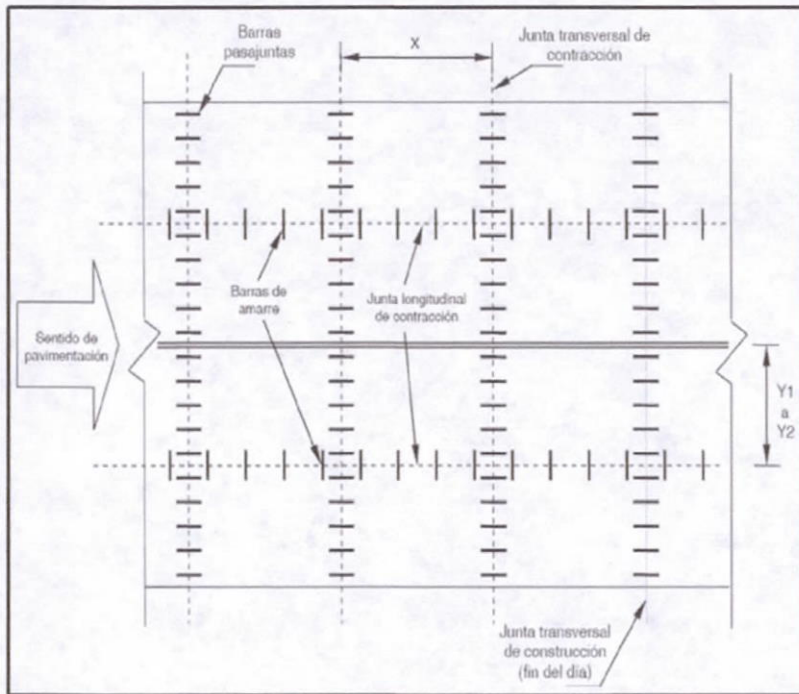 Barras
pasajuntas
X
Junta transversal de
contracción
Sentido de
pavimentación
Barras de
amarre
Junta longitudinal
de contracción
Y1
a
Y2
Junta transversal
de construcción
(fin del día)